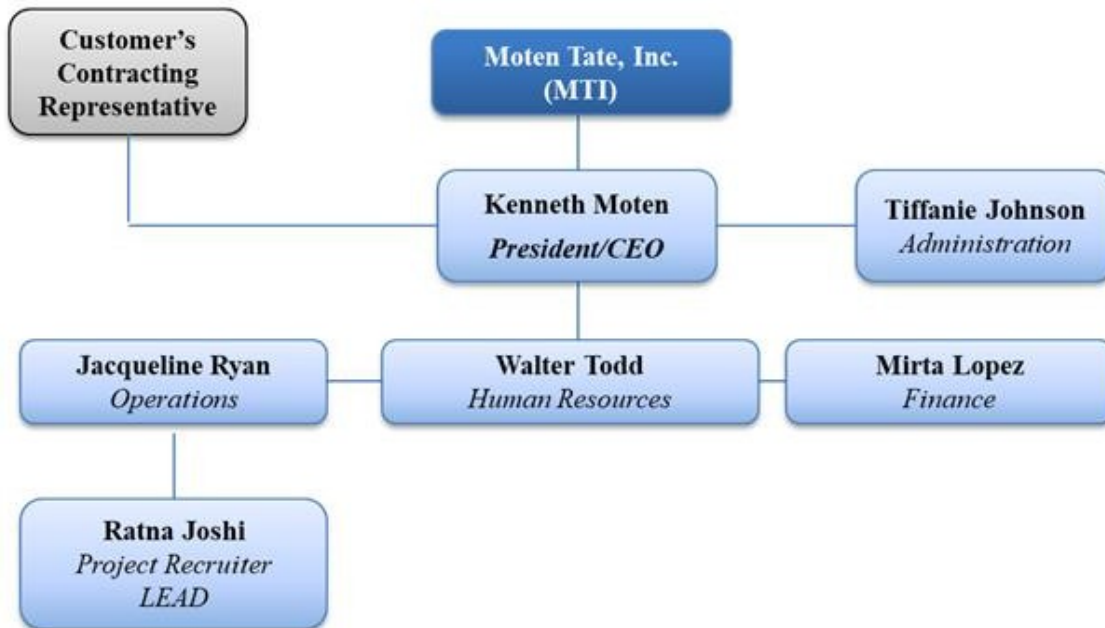 Customer's
Contracting
Representative
Moten Tate, Inc.
(MTI)
Kenneth Moten
President/CEO
Tiffanie Johnson
Administration
Jacqueline Ryan
Operations
Walter Todd
Human Resources
Mirta Lopez
Finance
Ratna Joshi
Project Recruiter
LEAD